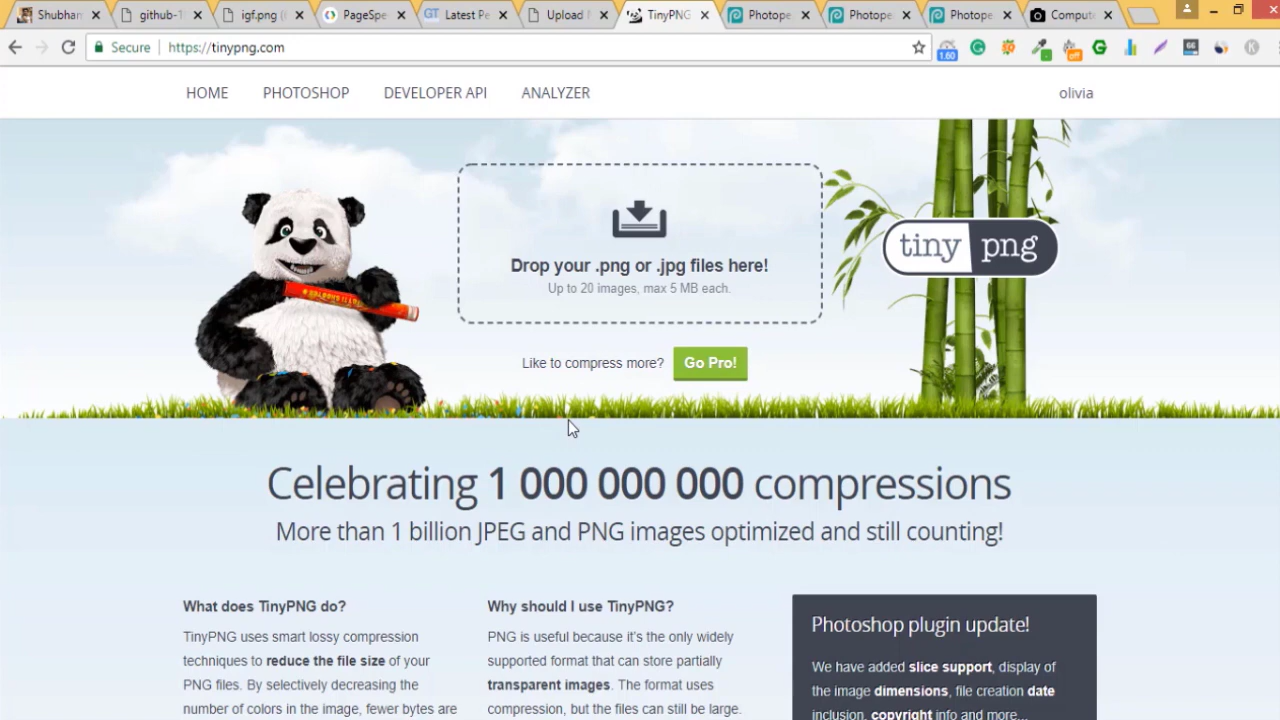 Shubhan
github-1
igf.png (
PageSpe
Latest Pe
Upload
TinyPNG
Photope
Photope
Photope
Compute
Secure
https://tinypng.com
1.60
off
66
HOME
PHOTOSHOP
DEVELOPER API
ANALYZER
olivia
Drop your .png or .jpg files here!
Up to 20 images, max 5 MB each.
tiny png
Like to compress more?
Go Pro!
Celebrating 1 000 000 000 compressions
More than 1 billion JPEG and PNG images optimized and still counting!
What does TinyPNG do?
TinyPNG uses smart lossy compression
techniques to reduce the file size of your
PNG files. By selectively decreasing the
number of colors in the image, fewer bytes are
Why should I use TinyPNG?
PNG is useful because it's the only widely
supported format that can store partially
transparent images. The format uses
compression, but the files can still be large.
Photoshop plugin update!
We have added slice support, display of
the image dimensions, file creation date
inclusion, copyright info and more...